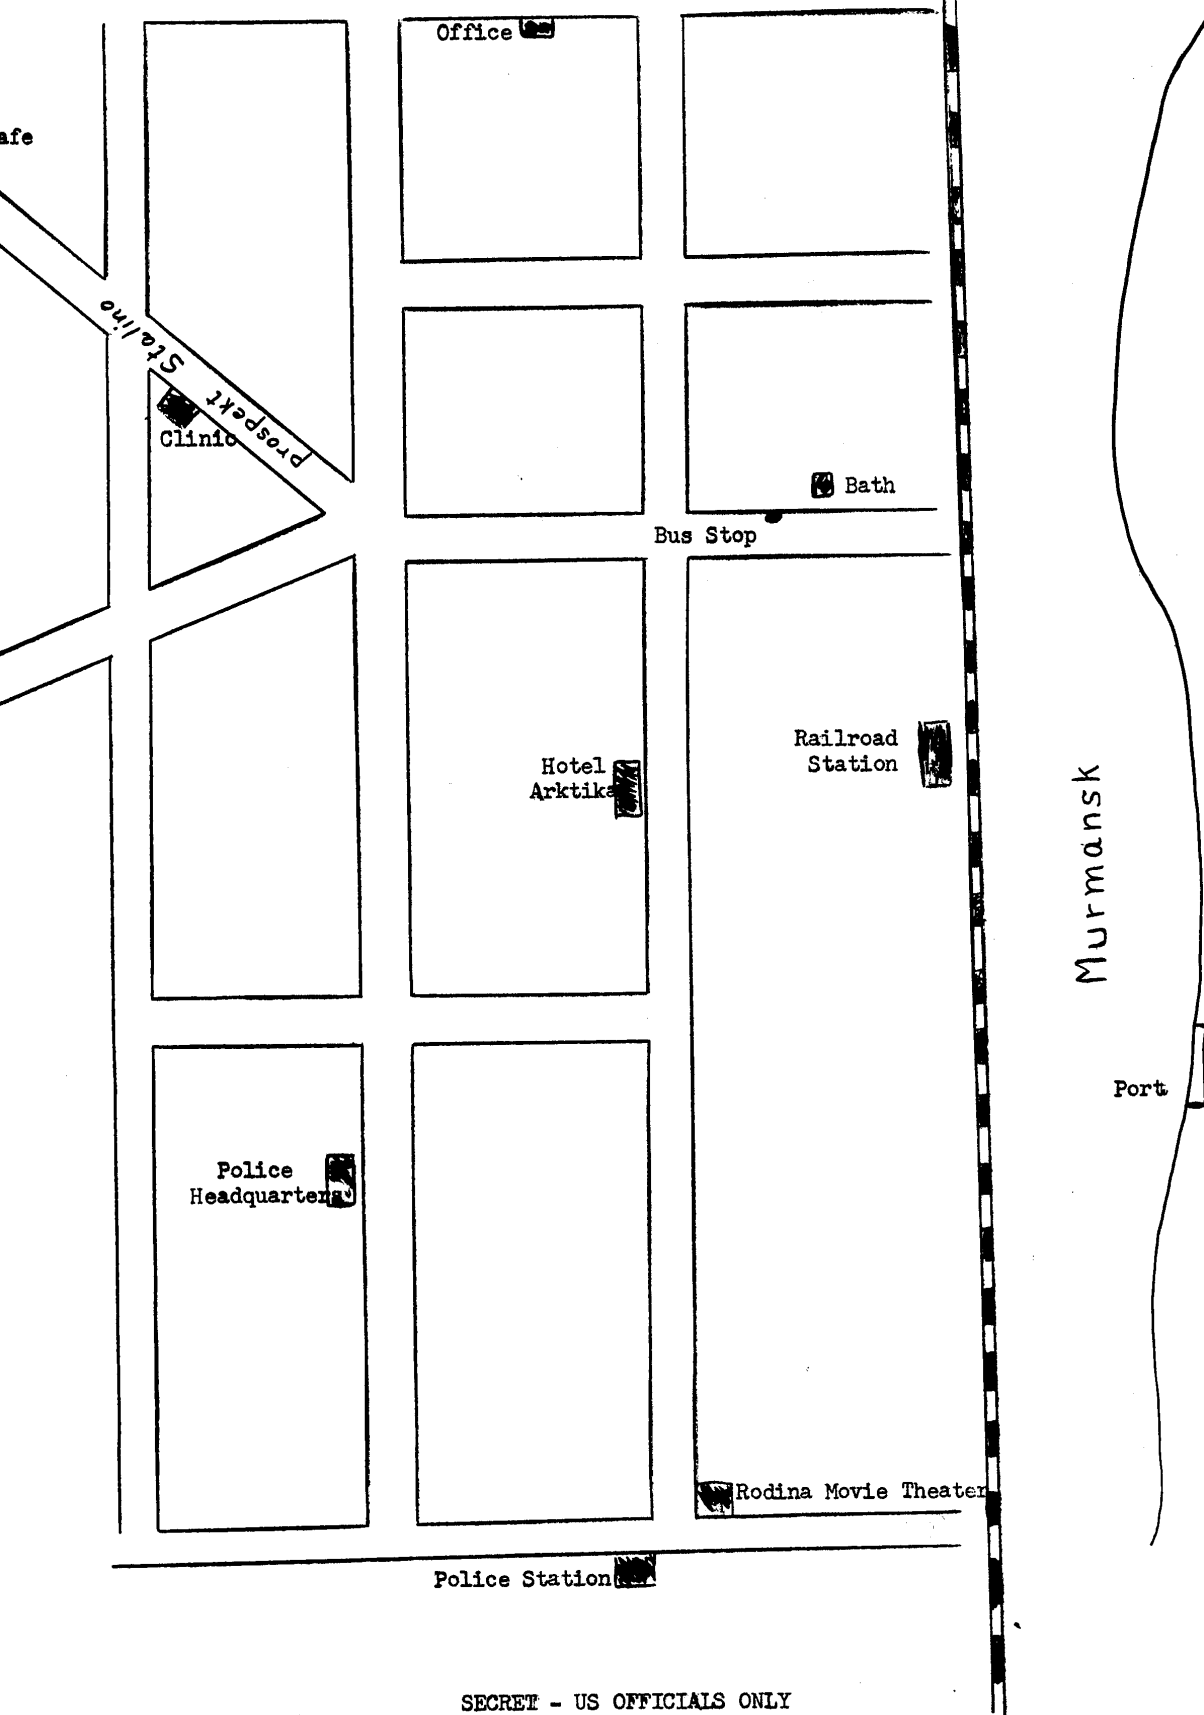 Office
afe
prospekt Staline
Clinic
Bath
Bus Stop
Railroad
Station
Hotel
Arktika
Murmansk
Port
Police
Headquarters
Rodina Movie Theater
Police Station
SECRET - US OFFICIALS ONLY